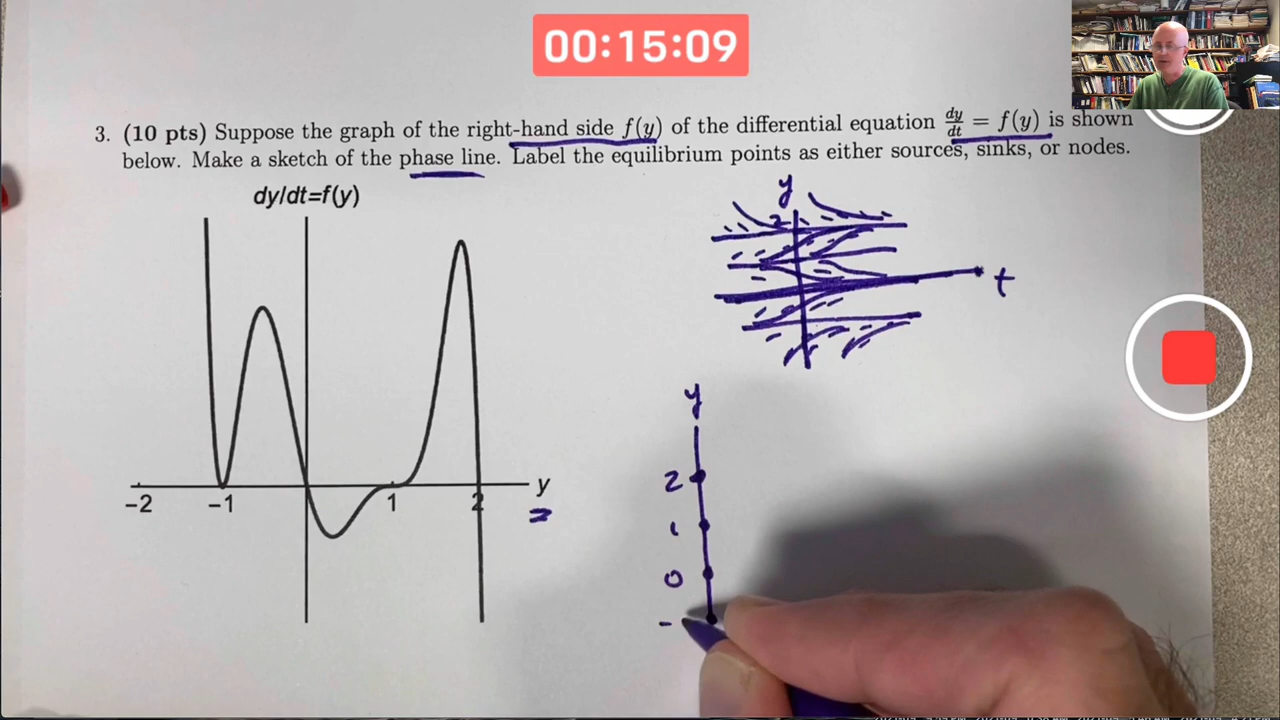 00:15:09
3. (10 pts) Suppose the graph of the right-hand side f(y) of the differential equation dy/dt = f(y) is shown
below. Make a sketch of the phase line. Label the equilibrium points as either sources, sinks, or nodes.
dy/dt=f(y)
-2 -1 1 2 y
y
2
t
y
2
1
0
-